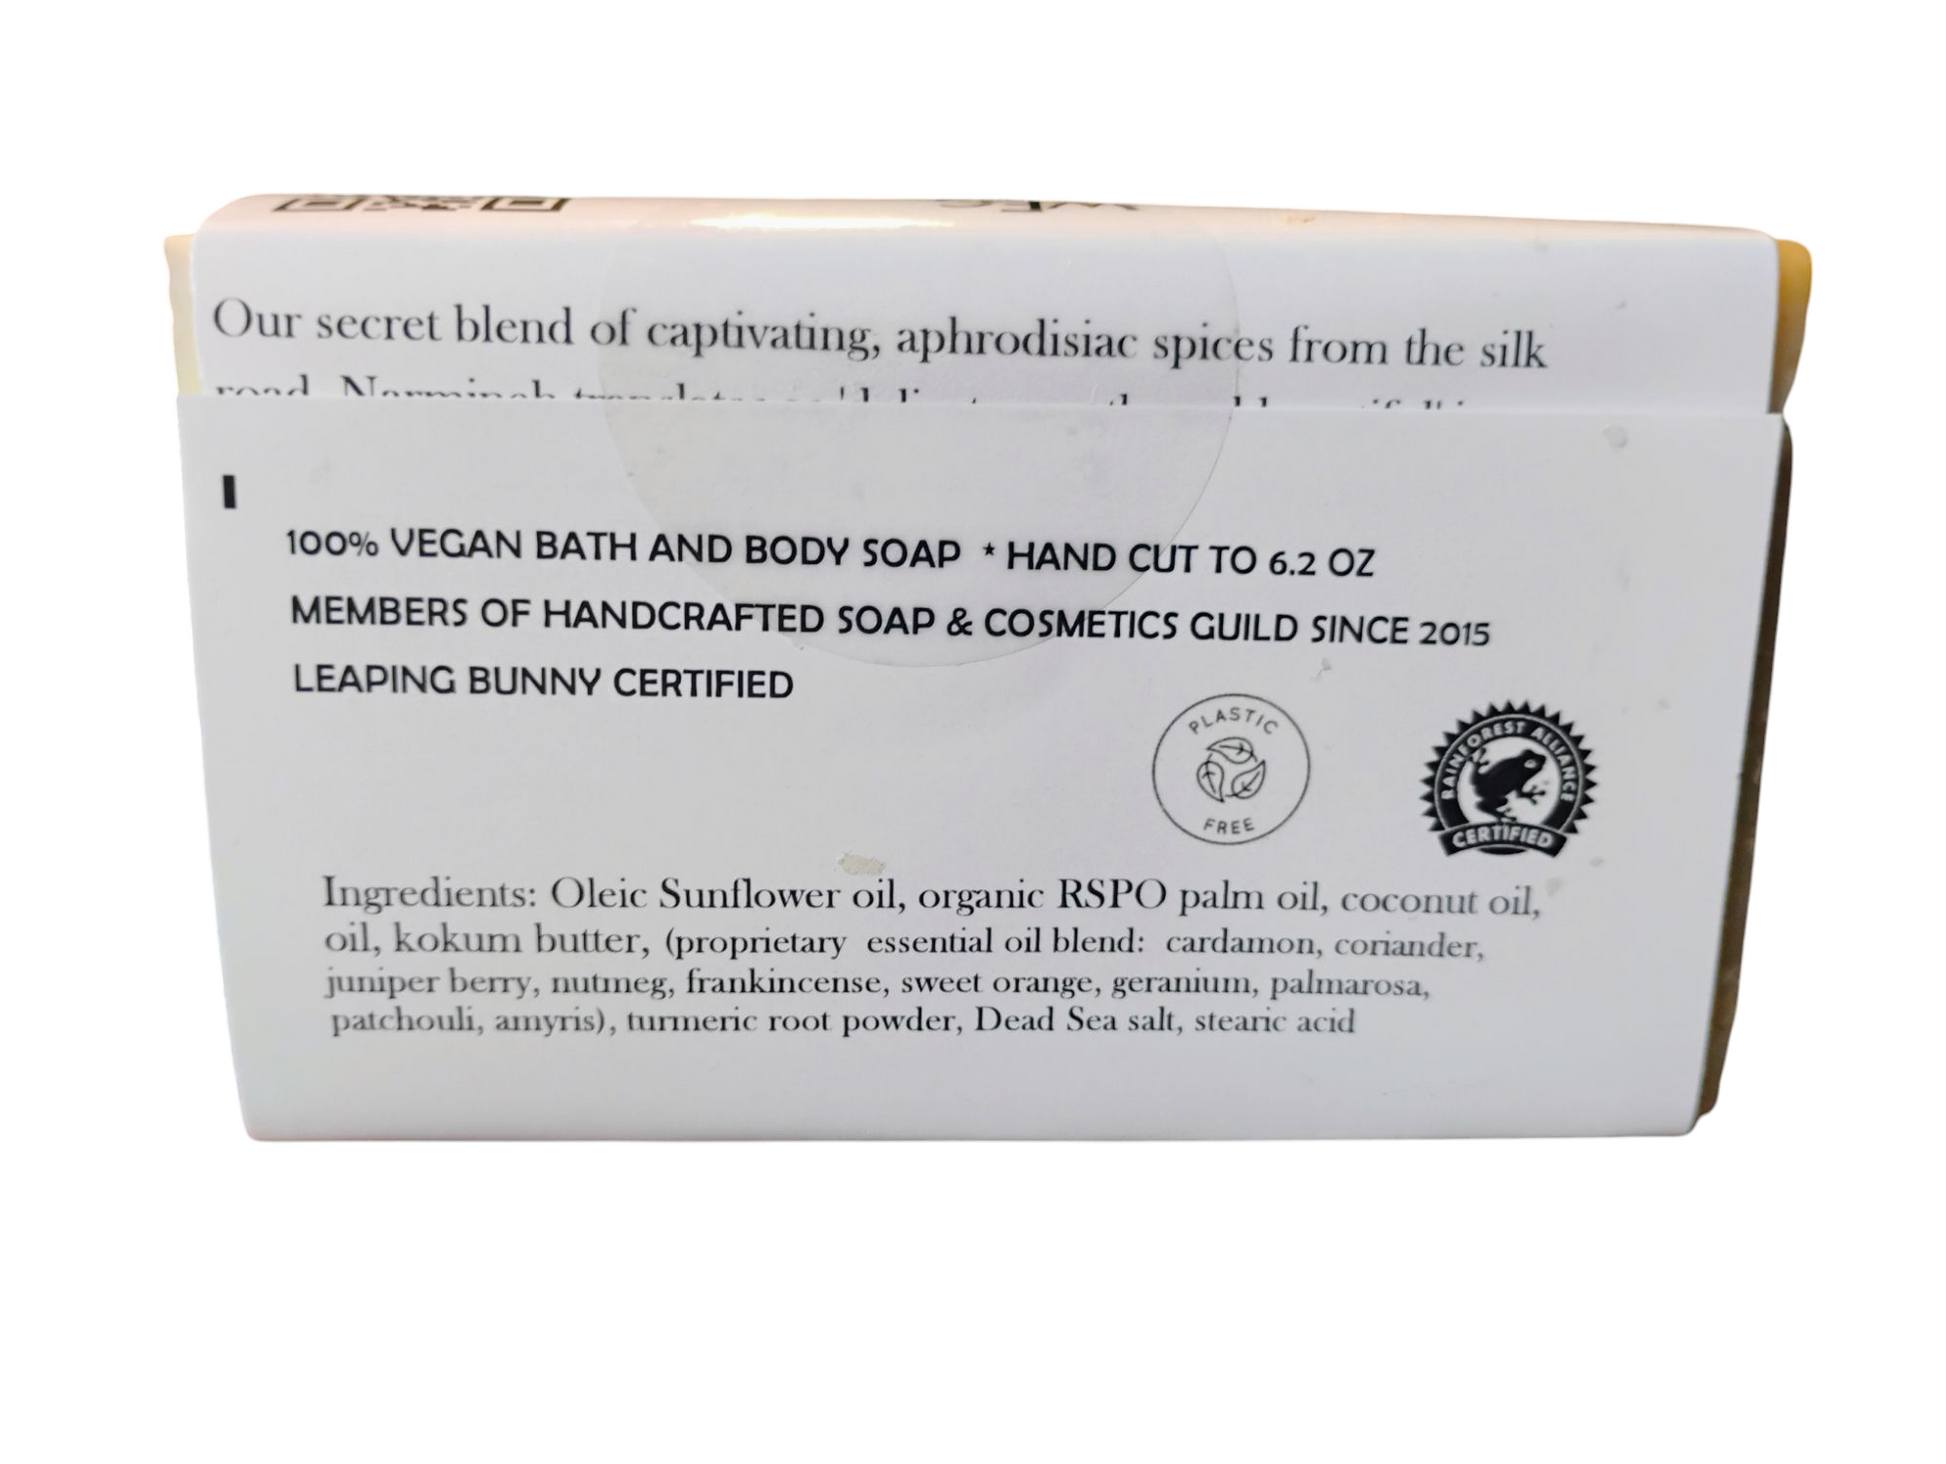 Our secret blend of captivating, aphrodisiac spices from the silk
road. Narmineh translates
100% VEGAN BATH AND BODY SOAP * HAND CUT TO 6.2 OZ
MEMBERS OF HANDCRAFTED SOAP & COSMETICS GUILD SINCE 2015
LEAPING BUNNY CERTIFIED
PLASTIC
FREE
RAINFOREST ALLIANCE
CERTIFIED
Ingredients: Oleic Sunflower oil, organic RSPO palm oil, coconut oil,
oil, kokum butter, (proprietary essential oil blend: cardamon, coriander,
juniper berry, nutmeg, frankincense, sweet orange, geranium, palmarosa,
patchouli, amyris), turmeric root powder, Dead Sea salt, stearic acid